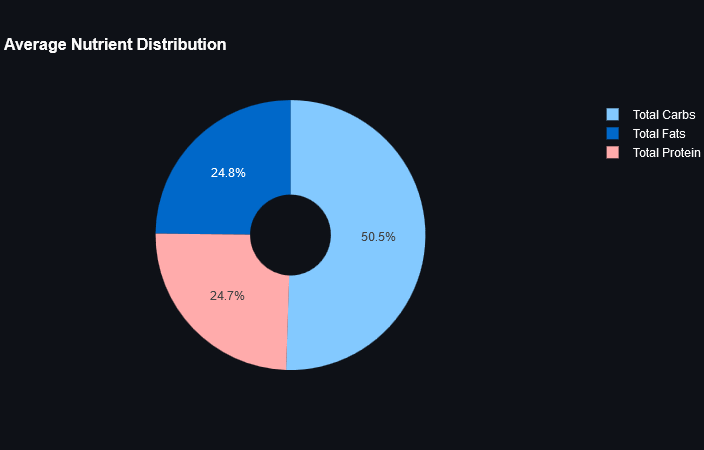 Average Nutrient Distribution
Total Carbs
Total Fats
Total Protein
24.8%
50.5%
24.7%